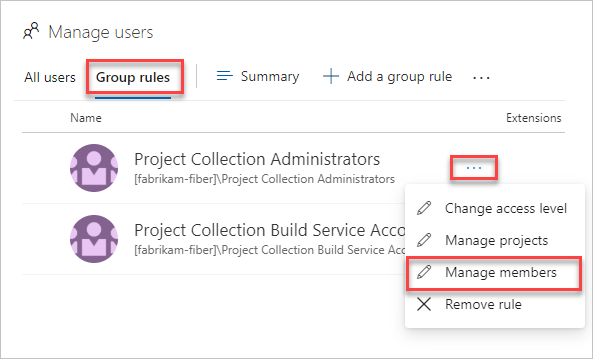 Manage users
All users Group rules Summary Add a group rule ...
Name Extensions
Project Collection Administrators ...
[fabrikam-fiber]\Project Collection Administrators
Change access level
Project Collection Build Service Acco
Manage projects
[fabrikam-fiber]\Project Collection Build Service Acco
Manage members
Remove rule